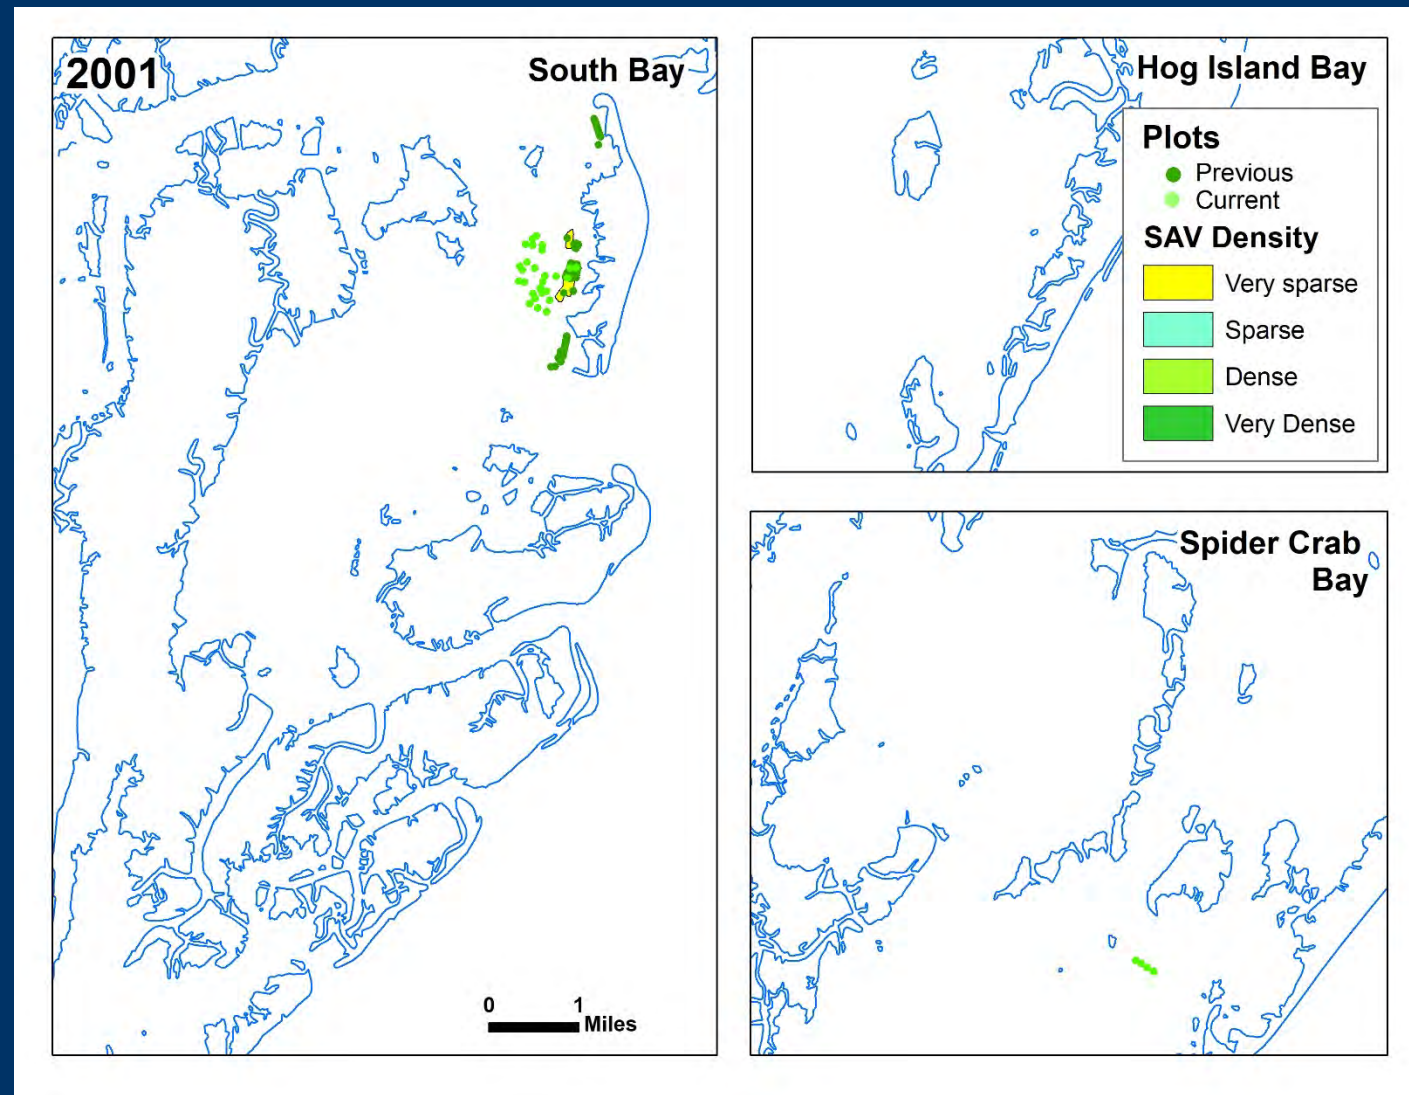 2001
South Bay
0 1
Miles
Hog Island Bay
Plots
Previous
Current
SAV Density
Very sparse
Sparse
Dense
Very Dense
Spider Crab
Bay